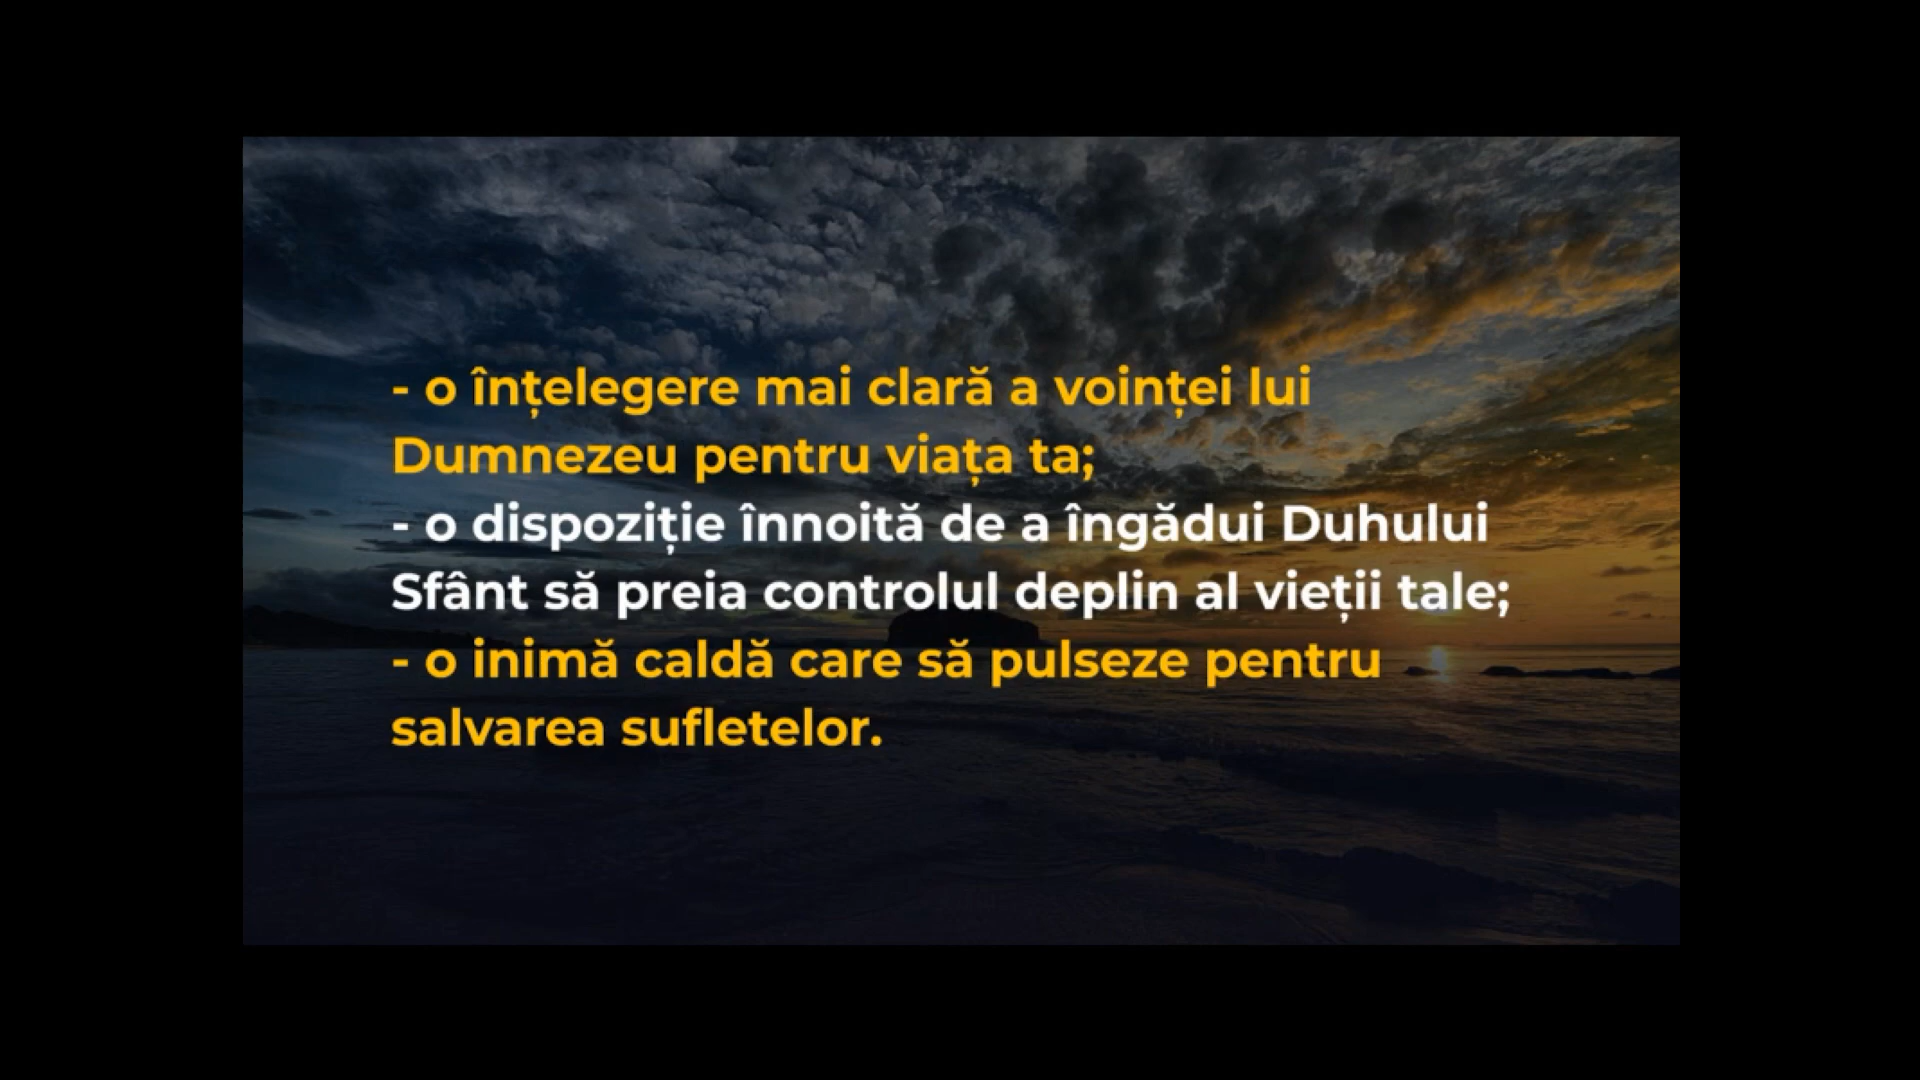 - o înțelegere mai clară a voinței lui
Dumnezeu pentru viața ta;
- o dispoziție înnoită de a îngădui Duhului
Sfânt să preia controlul deplin al vieții tale;
- o inimă caldă care să pulseze pentru
salvarea sufletelor.